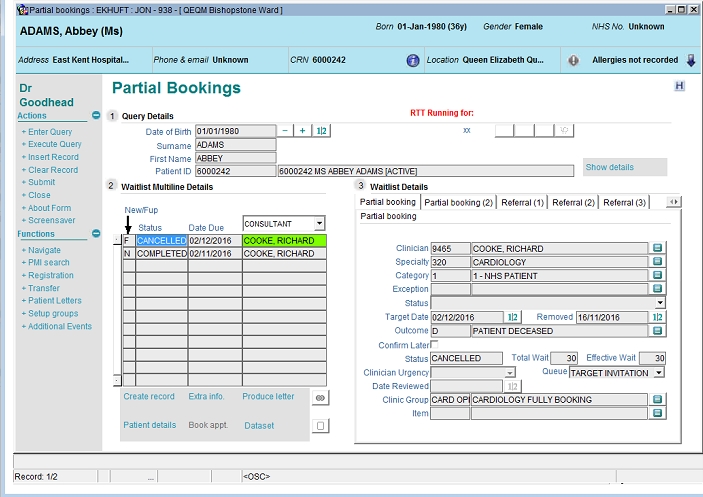 Partial bookings : EKHUFT : JON - 938 - [ QEQM Bishopstone Ward ]
ADAMS, Abbey (Ms)
Born 01-Jan-1980 (36y) Gender Female NHS No. Unknown
Address East Kent Hospital... Phone & email Unknown CRN 6000242 Location Queen Elizabeth Qu... Allergies not recorded
Dr Goodhead
Actions
+ Enter Query
+ Execute Query
+ Insert Record
+ Clear Record
+ Submit
+ Close
+ About Form
+ Screensaver
Functions
+ Navigate
+ PMI search
+ Registration
+ Transfer
+ Patient Letters
+ Setup groups
+ Additional Events
Partial Bookings H
1 Query Details RTT Running for:
Date of Birth 01/01/1980 - + 1|2 xx
Surname ADAMS
First Name ABBEY
Patient ID 6000242 6000242 MS ABBEY ADAMS [ACTIVE] Show details
2 Waitlist Multiline Details
New/Fup
Status Date Due CONSULTANT
F CANCELLED 02/12/2016 COOKE, RICHARD
N COMPLETED 02/11/2016 COOKE, RICHARD
Create record Extra info. Produce letter
Patient details Book appt. Dataset
3 Waitlist Details
Partial booking Partial booking (2) Referral (1) Referral (2) Referral (3)
Partial booking
Clinician 9465 COOKE, RICHARD
Specialty 320 CARDIOLOGY
Category 1 1 - NHS PATIENT
Exception
Status
Target Date 02/12/2016 1|2 Removed 16/11/2016 1|2
Outcome D PATIENT DECEASED
Confirm Later
Status CANCELLED Total Wait 30 Effective Wait 30
Clinician Urgency Queue TARGET INVITATION
Date Reviewed 1|2
Clinic Group CARD OPI CARDIOLOGY FULLY BOOKING
Item
Record: 1/2 ... <OSC>